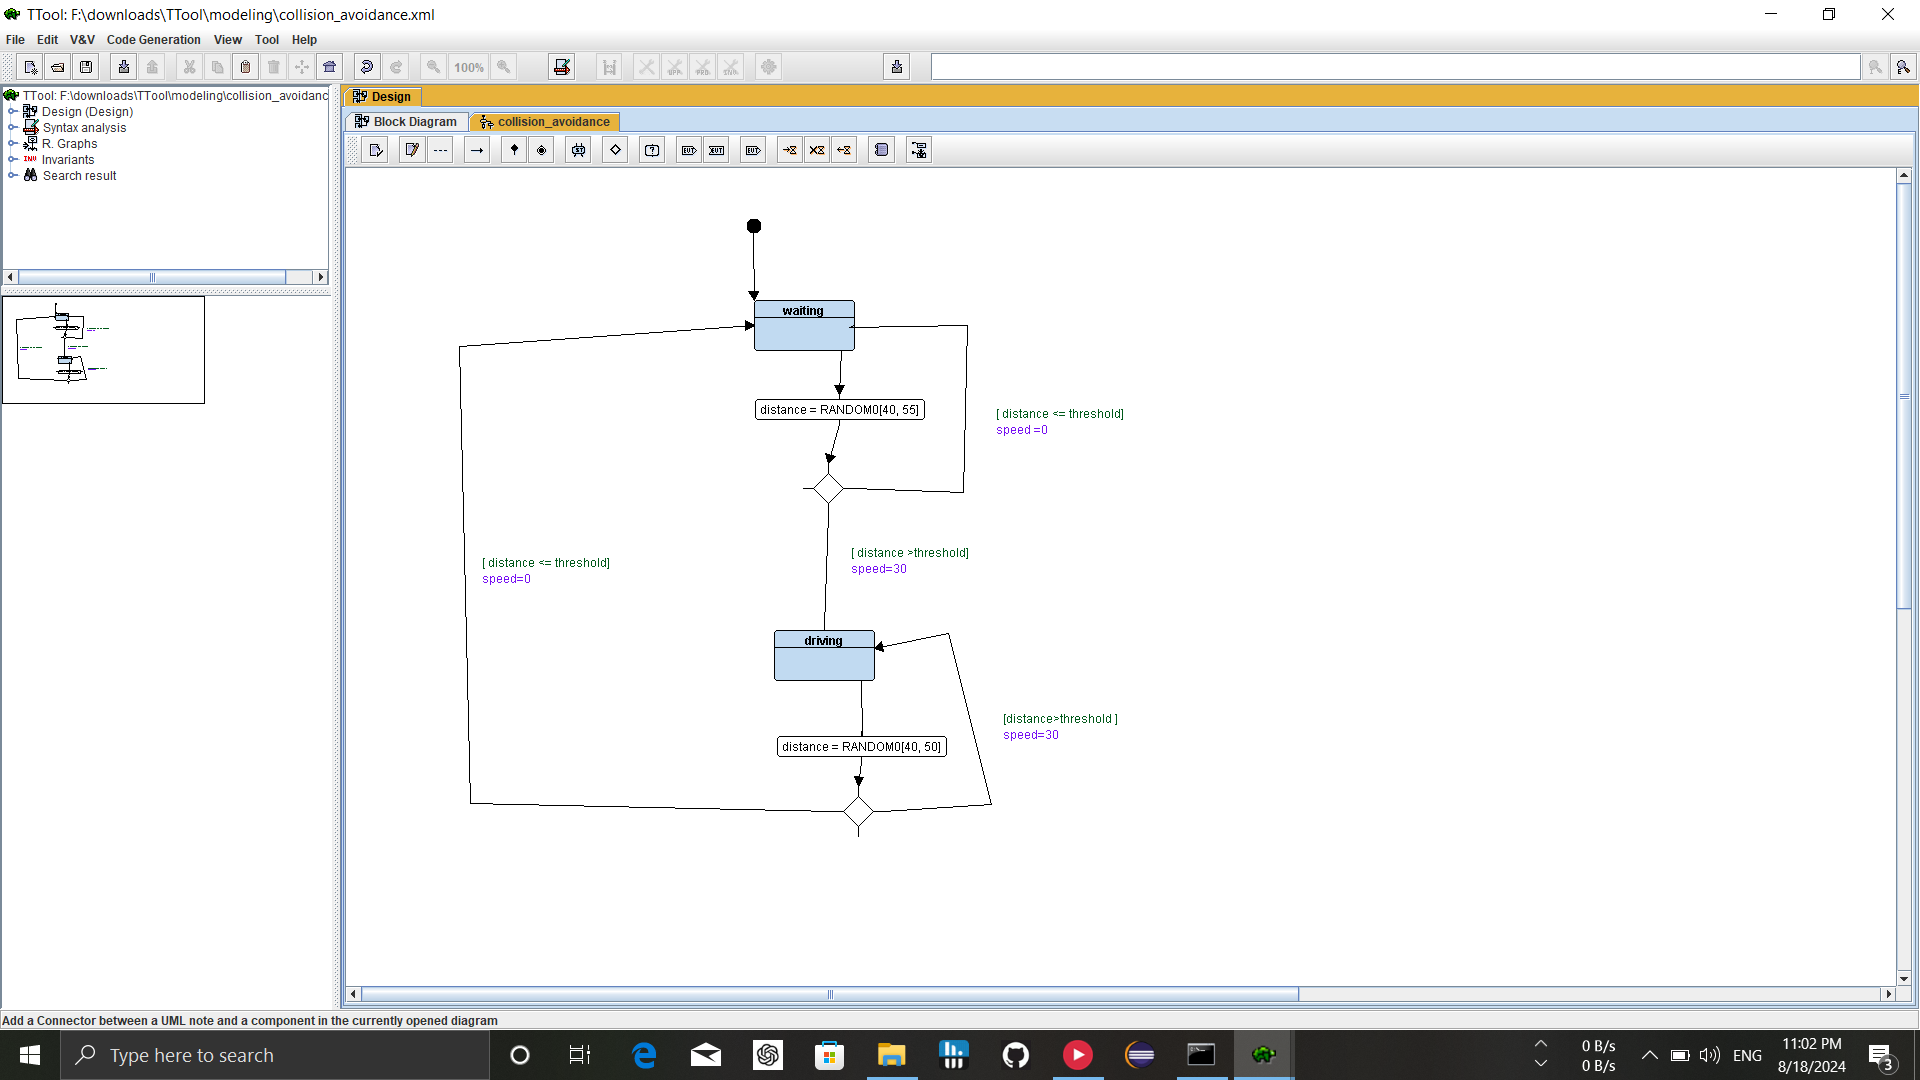 TTool: F:\downloads\TTool\modeling\collision_avoidance.xml
File Edit V&V Code Generation View Tool Help
100%
TTool: F:\downloads\TTool\modeling\collision_avoidanc
Design (Design)
Syntax analysis
R. Graphs
INV Invariants
Search result
Design
Block Diagram
collision_avoidance
waiting
distance = RANDOM0[40, 55]
[ distance <= threshold]
speed =0
[ distance >threshold]
speed=30
[ distance <= threshold]
speed=0
driving
[distance>threshold ]
speed=30
distance = RANDOM0[40, 50]
Add a Connector between a UML note and a component in the currently opened diagram
Type here to search
0 B/s
0 B/s
ENG
11:02 PM
8/18/2024
3